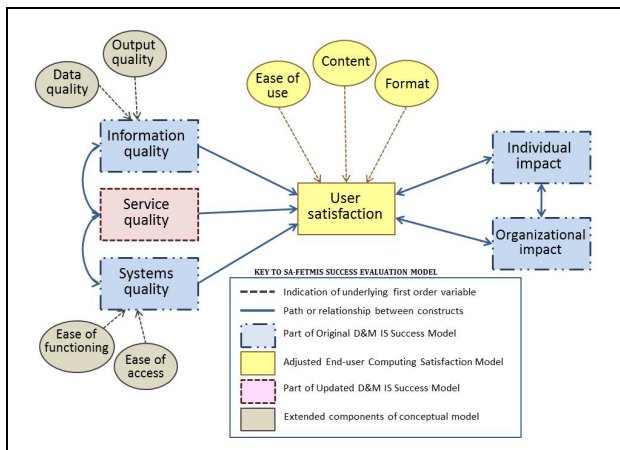 Output
quality
Data
quality
Ease of
use
Content
Format
Information
quality
Service
quality
Systems
quality
User
satisfaction
Individual
impact
Organizational
impact
Ease of
functioning
Ease of
access
KEY TO SA-FETMIS SUCCESS EVALUATION MODEL
Indication of underlying first order variable
Path or relationship between constructs
Part of Original D&M IS Success Model
Adjusted End-user Computing Satisfaction Model
Part of Updated D&M IS Success Model
Extended components of conceptual model